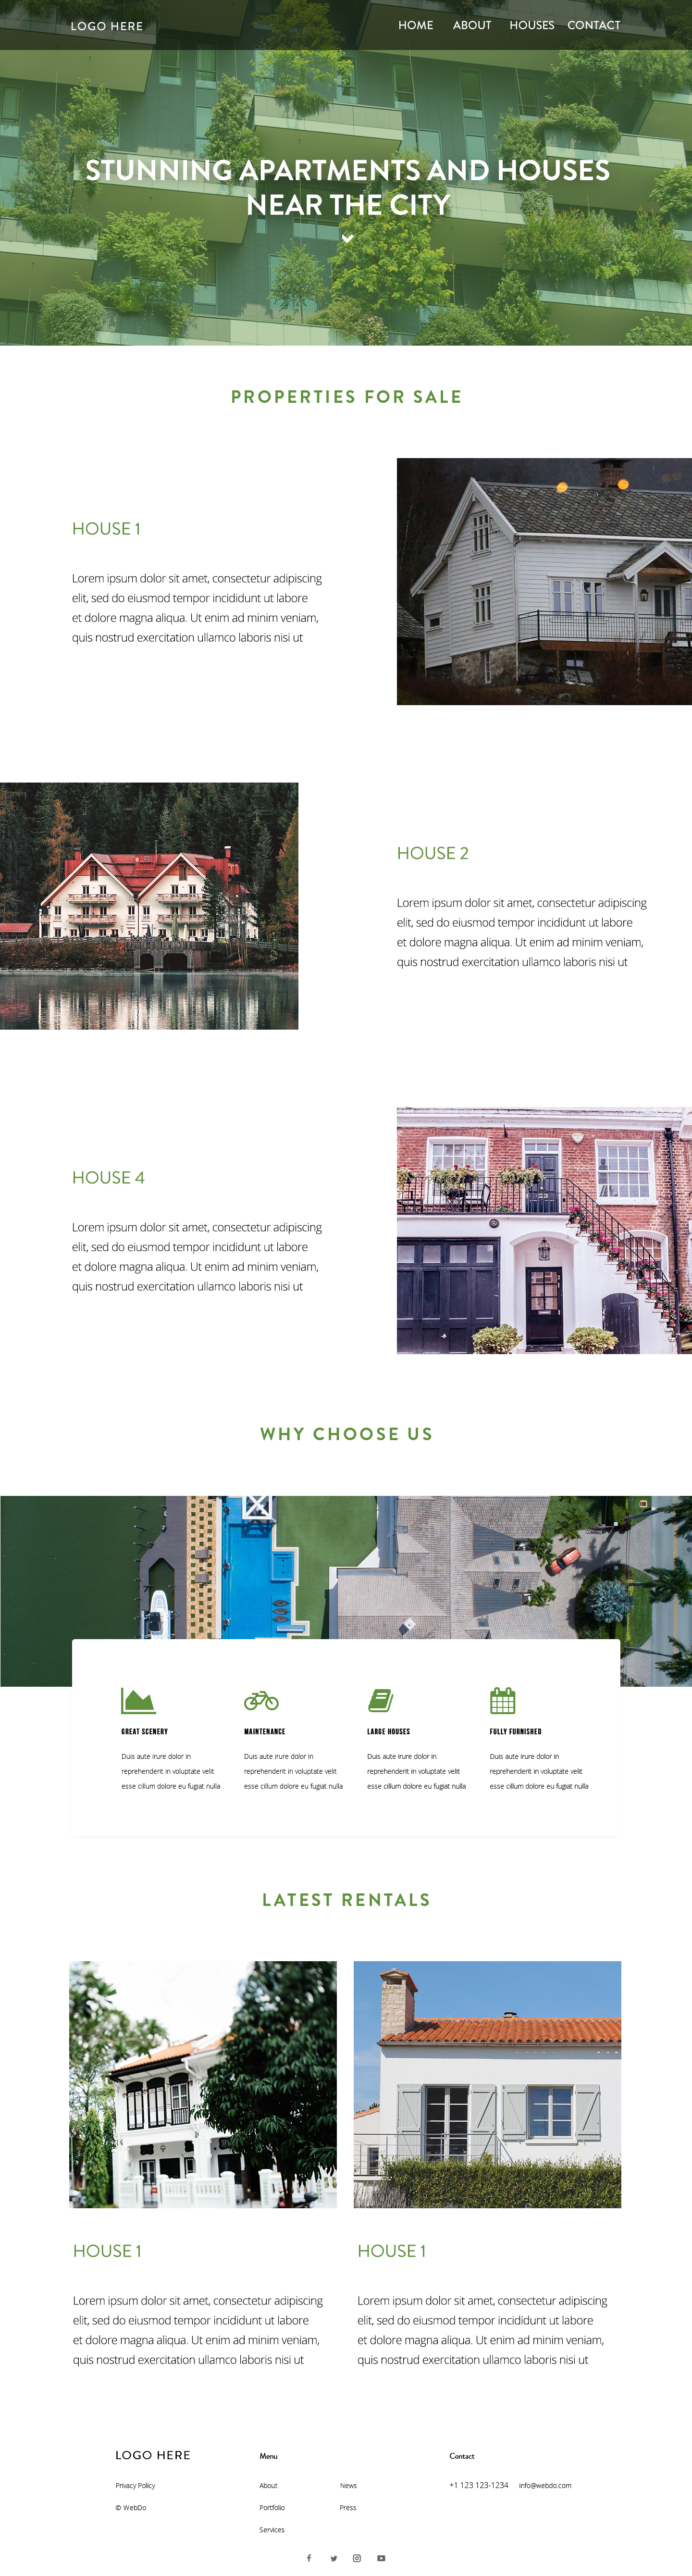 LOGO HERE
HOME ABOUT HOUSES CONTACT
STUNNING APARTMENTS AND HOUSES
NEAR THE CITY
PROPERTIES FOR SALE
HOUSE 1
Lorem ipsum dolor sit amet, consectetur adipiscing
elit, sed do eiusmod tempor incididunt ut labore
et dolore magna aliqua. Ut enim ad minim veniam,
quis nostrud exercitation ullamco laboris nisi ut
HOUSE 2
Lorem ipsum dolor sit amet, consectetur adipiscing
elit, sed do eiusmod tempor incididunt ut labore
et dolore magna aliqua. Ut enim ad minim veniam,
quis nostrud exercitation ullamco laboris nisi ut
HOUSE 4
Lorem ipsum dolor sit amet, consectetur adipiscing
elit, sed do eiusmod tempor incididunt ut labore
et dolore magna aliqua. Ut enim ad minim veniam,
quis nostrud exercitation ullamco laboris nisi ut
WHY CHOOSE US
GREAT SCENERY
Duis aute irure dolor in
reprehenderit in voluptate velit
esse cillum dolore eu fugiat nulla
MAINTENANCE
Duis aute irure dolor in
reprehenderit in voluptate velit
esse cillum dolore eu fugiat nulla
LARGE HOUSES
Duis aute irure dolor in
reprehenderit in voluptate velit
esse cillum dolore eu fugiat nulla
FULLY FURNISHED
Duis aute irure dolor in
reprehenderit in voluptate velit
esse cillum dolore eu fugiat nulla
LATEST RENTALS
HOUSE 1
Lorem ipsum dolor sit amet, consectetur adipiscing
elit, sed do eiusmod tempor incididunt ut labore
et dolore magna aliqua. Ut enim ad minim veniam,
quis nostrud exercitation ullamco laboris nisi ut
HOUSE 1
Lorem ipsum dolor sit amet, consectetur adipiscing
elit, sed do eiusmod tempor incididunt ut labore
et dolore magna aliqua. Ut enim ad minim veniam,
quis nostrud exercitation ullamco laboris nisi ut
LOGO HERE
Privacy Policy
© WebDo
Menu
About News
Portfolio Press
Services
Contact
+1 123 123-1234 info@webdo.com